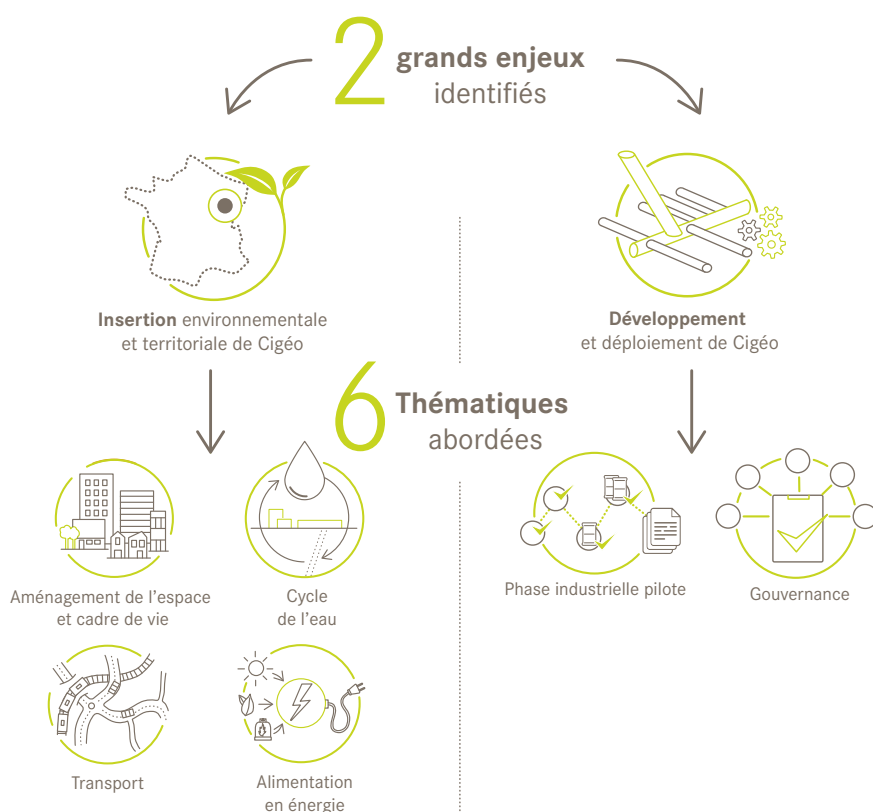 2 grands enjeux
identifiés
Insertion environnementale
et territoriale de Cigéo
Développement
et déploiement de Cigéo
6 Thématiques
abordées
Aménagement de l'espace
et cadre de vie
Cycle
de l'eau
Phase industrielle pilote
Gouvernance
Transport
Alimentation
en énergie